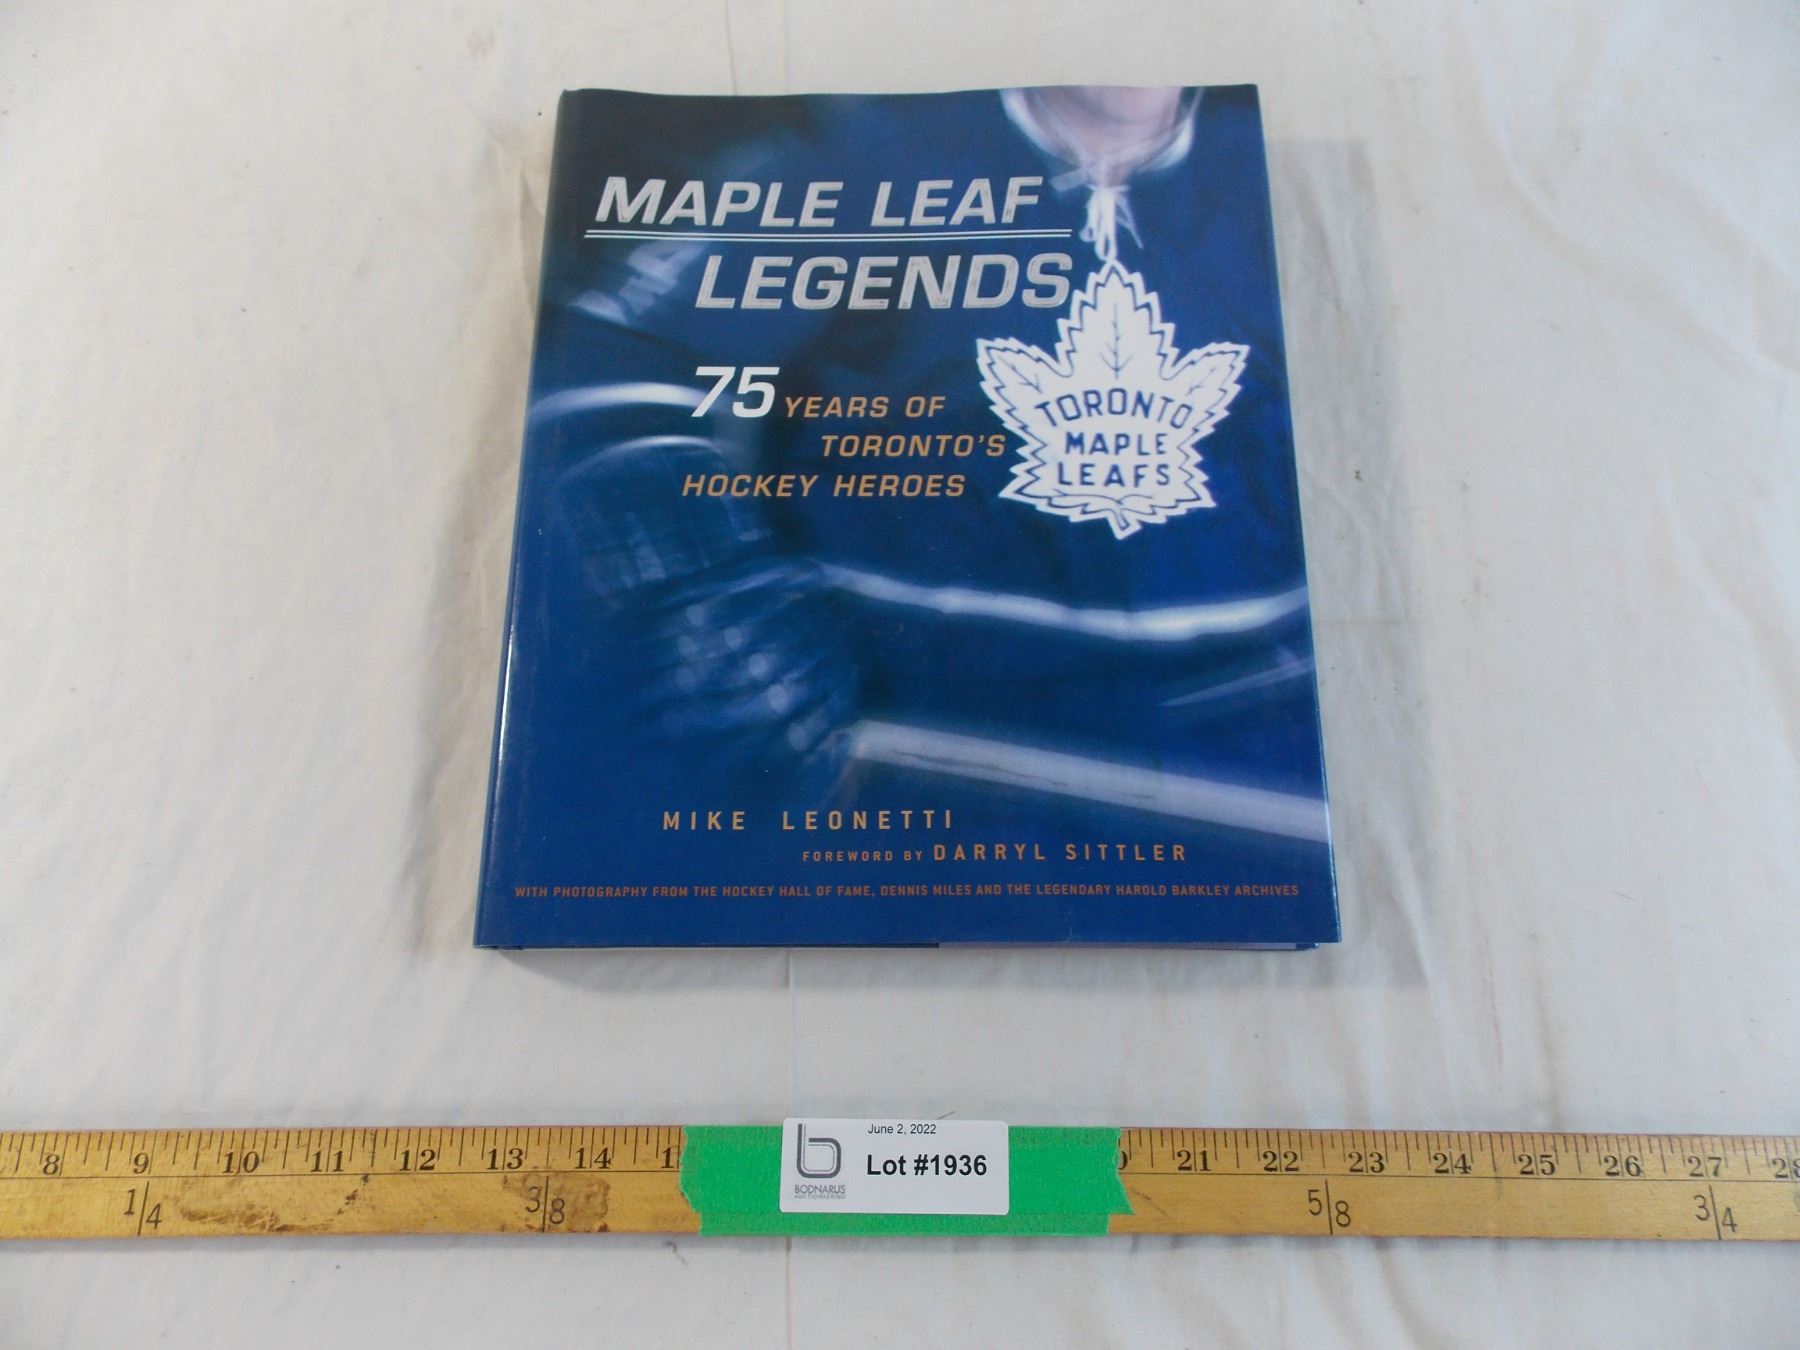 MAPLE LEAF
LEGENDS
75 YEARS OF
TORONTO'S
HOCKEY HEROES
TORONTO
MAPLE
LEAFS
MIKE LEONETTI
FOREWORD BY DARRYL SITTLER
WITH PHOTOGRAPHY FROM THE HOCKEY HALL OF FAME, DENNIS MILES AND THE LEGENDARY HAROLD BARKLEY ARCHIVES
June 2, 2022
Lot #1936
BODNARUS
AUCTIONEERING
8 9 10 11 12 13 14 21 22 23 24 25 26 27 28
1/4 3/8 5/8 3/4